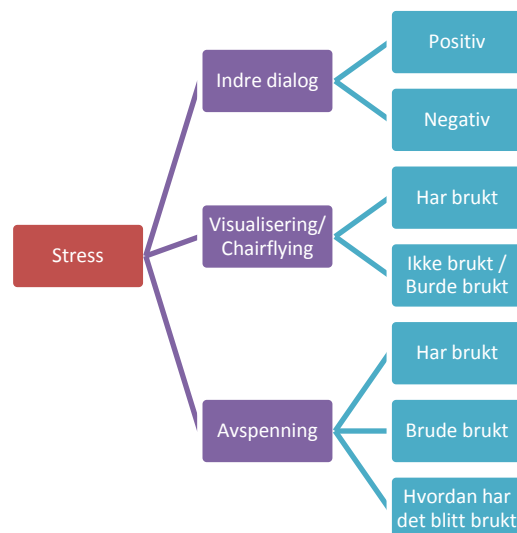 Stress
Indre dialog
Positiv
Negativ
Visualisering/
Chairflying
Har brukt
Ikke brukt /
Burde brukt
Avspenning
Har brukt
Brude brukt
Hvordan har
det blitt brukt